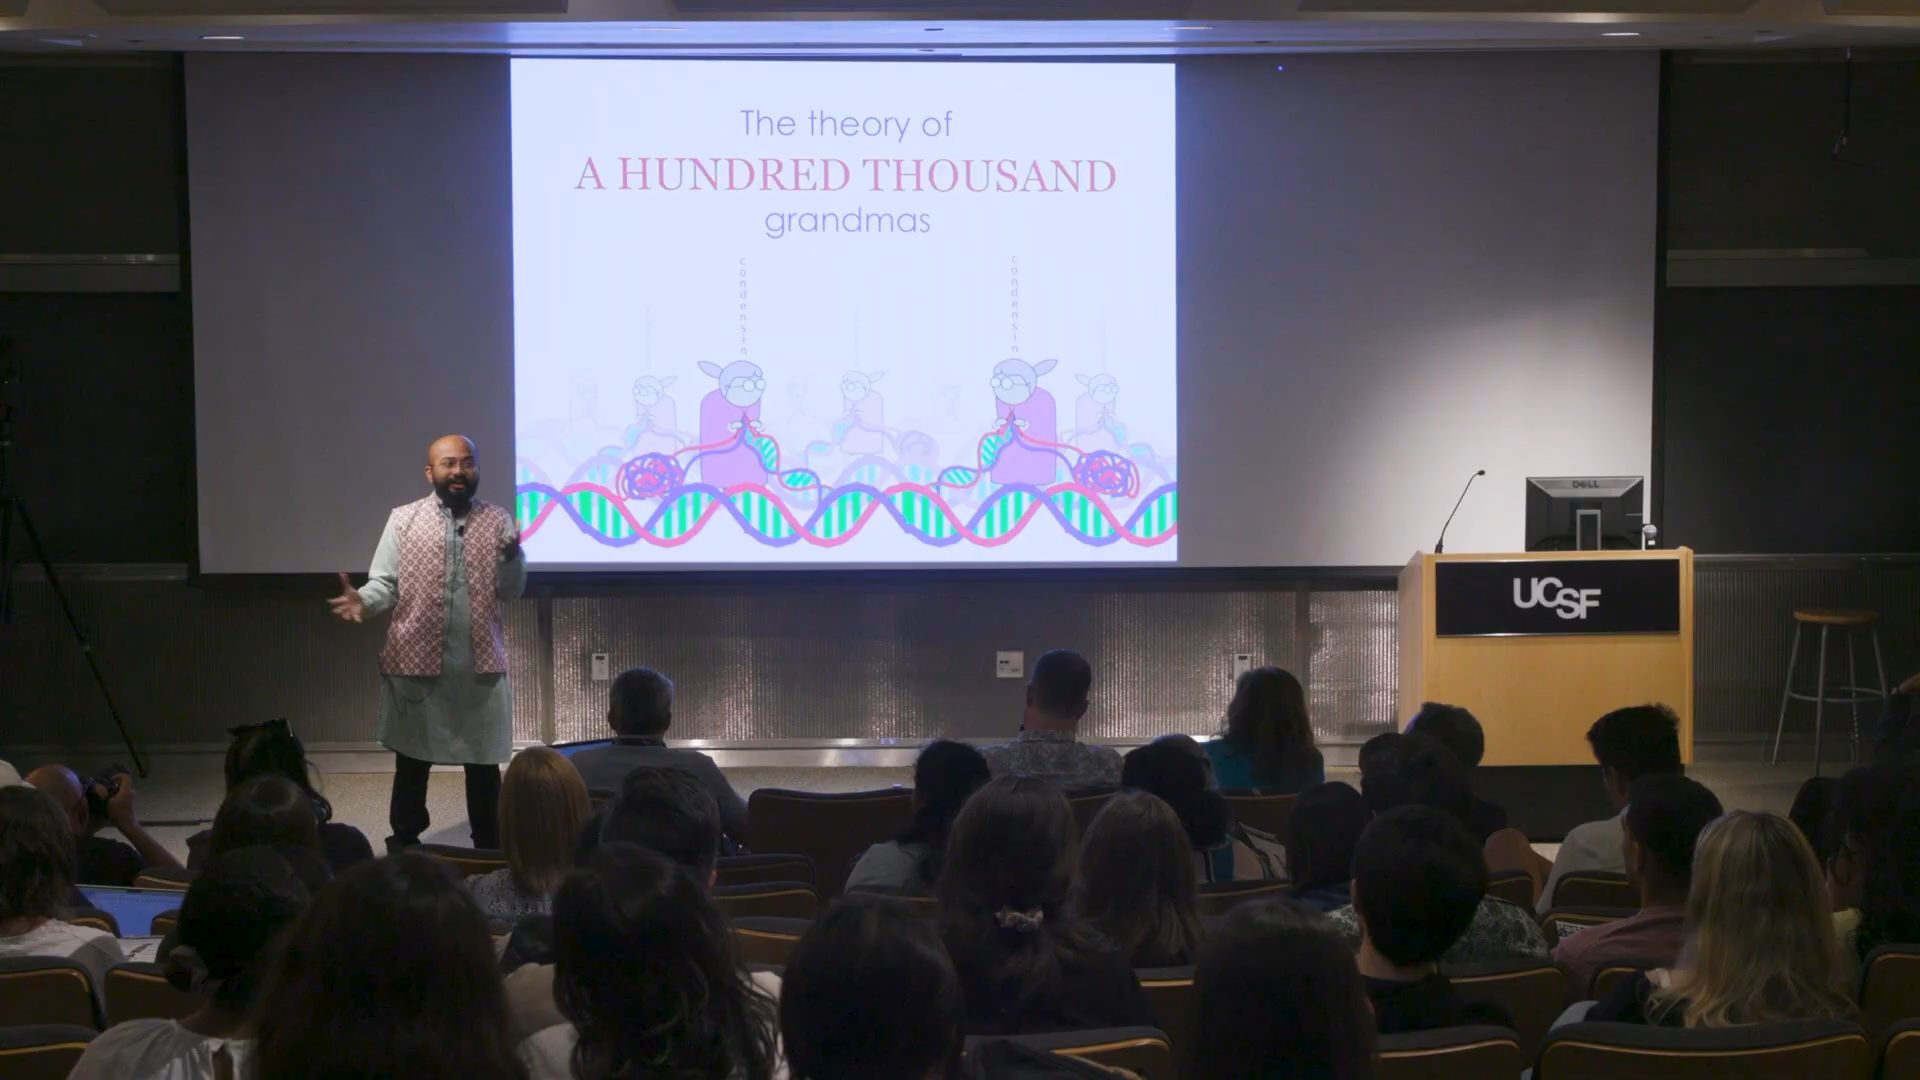 The theory of
A HUNDRED THOUSAND
grandmas
condensin
condensin
DELL
UCSF